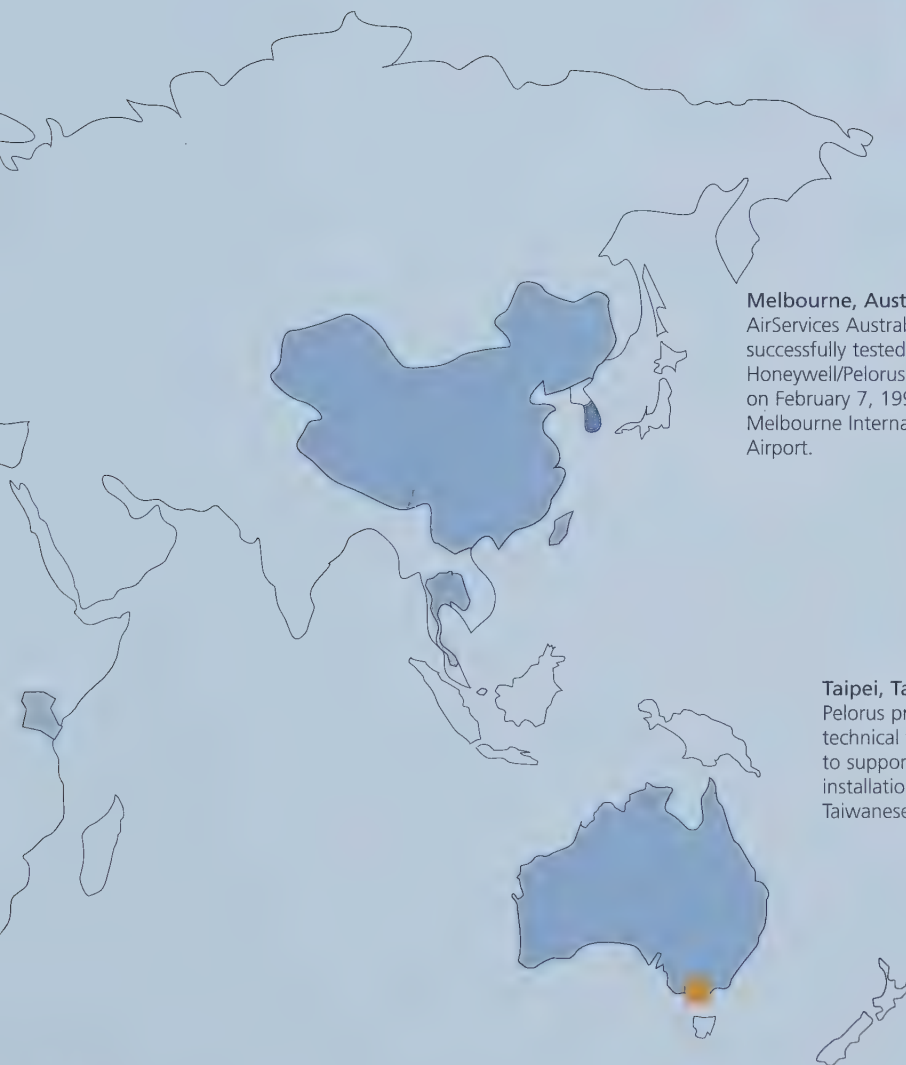 Melbourne, Aust
AirServices Austral
successfully tested
Honeywell/Pelorus
on February 7, 199
Melbourne Interna
Airport.
Taipei, Ta
Pelorus pr
technical
to suppor
installatio
Taiwanese